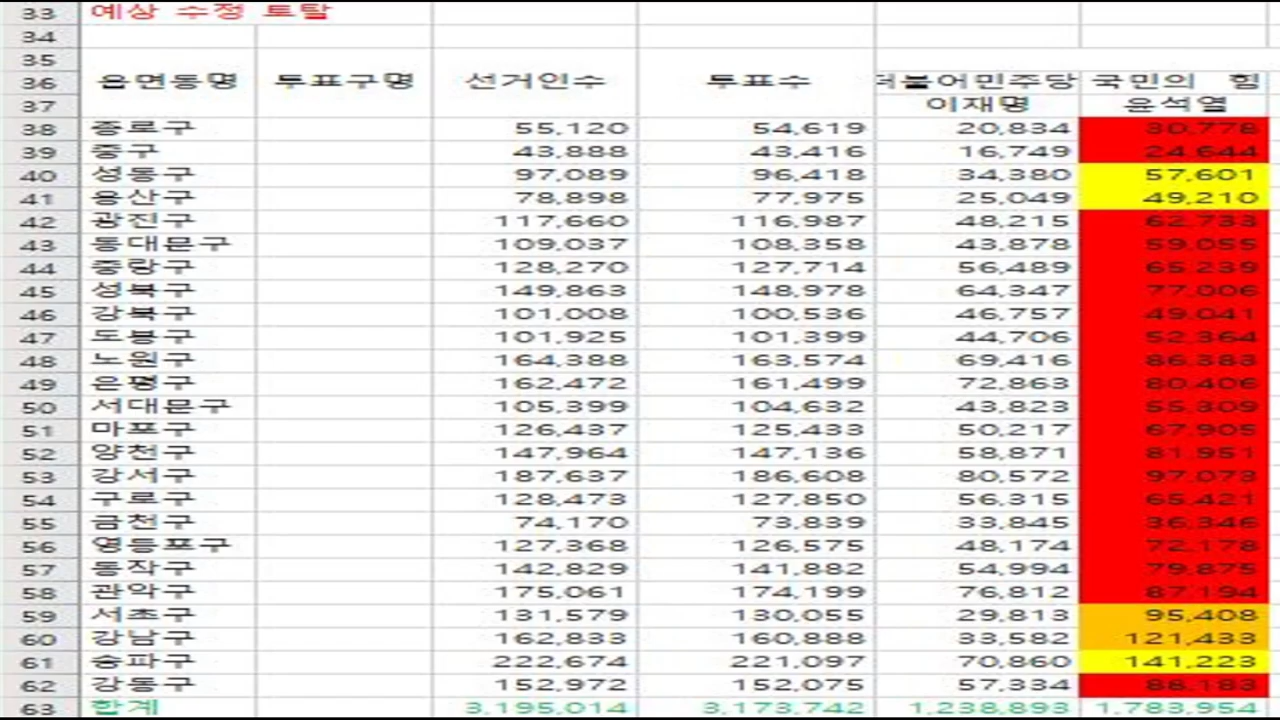 33 예상 수정 토탈
34
35
36 읍면동명 투표구명 선거인수 투표수 더불어민주당 국민의 힘
37 이재명 윤석열
38 종로구 55,120 54,619 20,834 30,778
39 중구 43,888 43,416 16,749 24,644
40 성동구 97,089 96,418 34,380 57,601
41 용산구 78,898 77,975 25,049 49,210
42 광진구 117,660 116,987 48,215 62,733
43 동대문구 109,037 108,358 43,878 59,055
44 중랑구 128,270 127,714 56,489 65,239
45 성북구 149,863 148,978 64,347 77,006
46 강북구 101,008 100,536 46,757 49,041
47 도봉구 101,925 101,399 44,706 52,364
48 노원구 164,388 163,574 69,416 86,383
49 은평구 162,472 161,499 72,863 80,406
50 서대문구 105,399 104,632 43,823 55,309
51 마포구 126,437 125,433 50,217 67,905
52 양천구 147,964 147,136 58,871 81,951
53 강서구 187,637 186,608 80,572 97,073
54 구로구 128,473 127,850 56,315 65,421
55 금천구 74,170 73,839 33,845 36,346
56 영등포구 127,368 126,575 48,174 72,178
57 동작구 142,829 141,882 54,994 79,875
58 관악구 175,061 174,199 76,812 87,194
59 서초구 131,579 130,055 29,813 95,408
60 강남구 162,833 160,888 33,582 121,433
61 송파구 222,674 221,097 70,860 141,223
62 강동구 152,972 152,075 57,334 88,183
63 합계 3,195,014 3,173,742 1,238,893 1,783,954